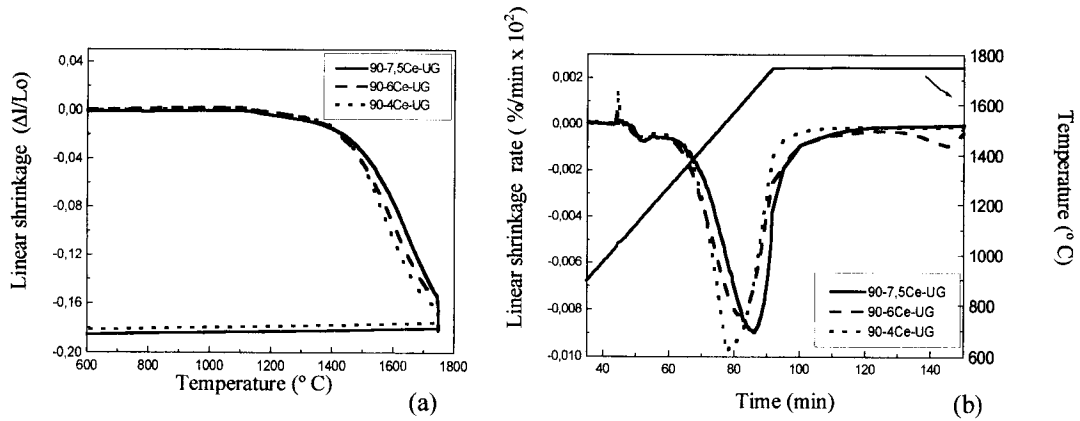 0,04
0,00
-0,04
-0,08
-0,12
-0,16
-0,20
Linear shrinkage (Δl/Lo)
90-7,5Ce-UG
90-6Ce-UG
90-4Ce-UG
600 800 1000 1200 1400 1600 1800
Temperature (° C)
(a)
Linear shrinkage rate ( %/min x 10²)
0,002
0,000
-0,002
-0,004
-0,006
-0,008
-0,010
90-7,5Ce-UG
90-6Ce-UG
90-4Ce-UG
40 60 80 100 120 140
Time (min)
1800
1600
1400
1200
1000
800
600
Temperature (° C)
(b)